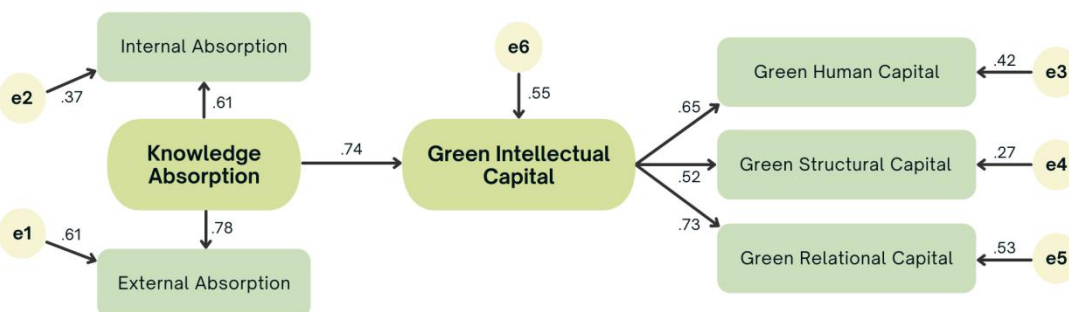 Internal Absorption
e6
e2
.37
.61
.55
Green Human Capital
.42
e3
.65
Knowledge
Absorption
.74
Green Intellectual
Capital
.52
Green Structural Capital
.27
e4
e1
.61
.78
.73
External Absorption
Green Relational Capital
.53
e5